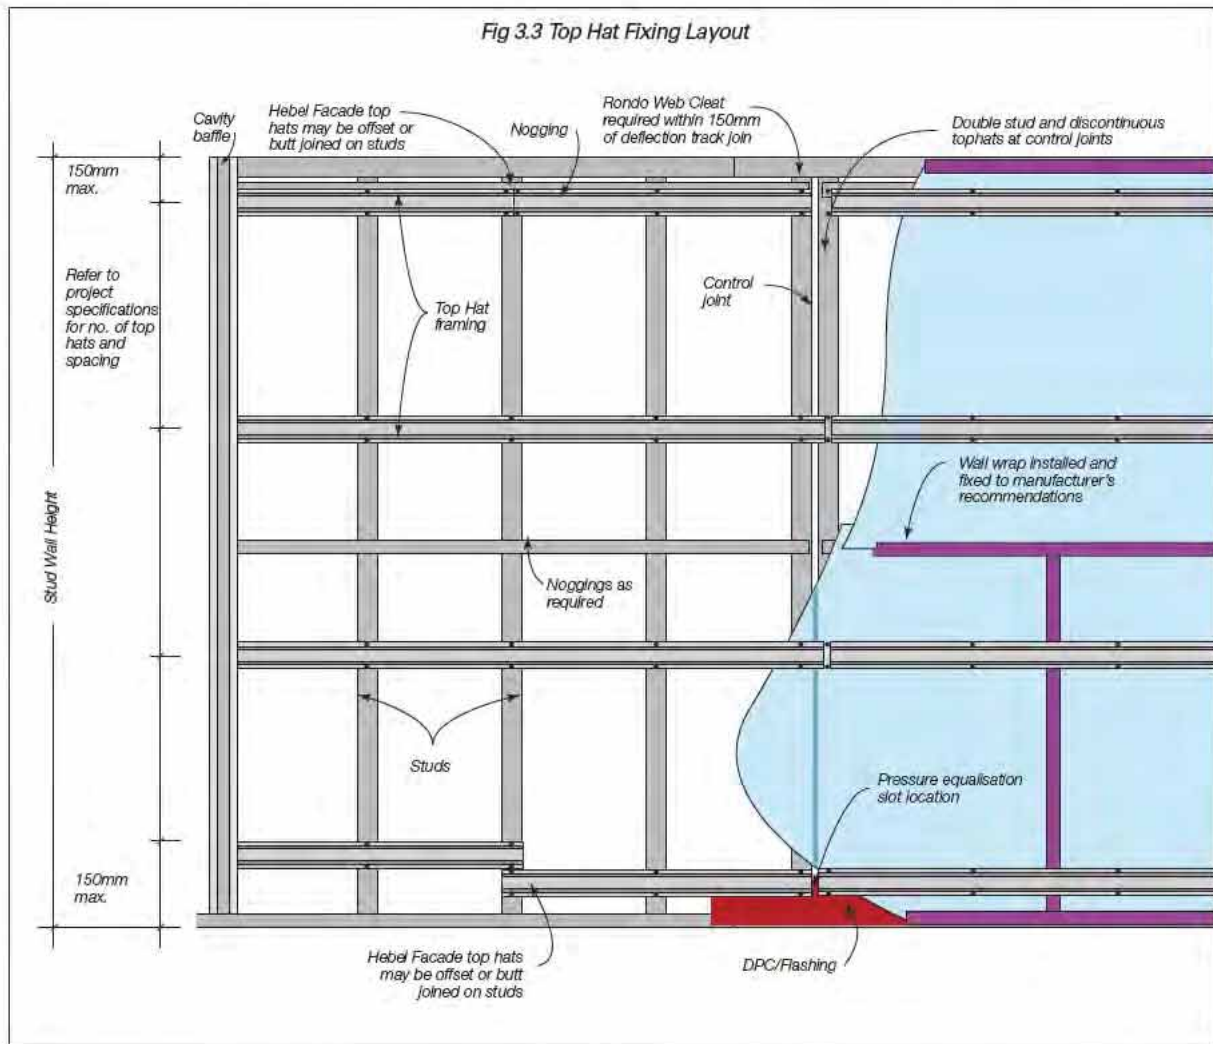 Fig 3.3 Top Hat Fixing Layout
Cavity
baffle
Hebel Facade top
hats may be offset or
butt joined on studs
Nogging
Rondo Web Cleat
required within 150mm
of deflection track join
Double stud and discontinuous
tophats at control joints
150mm
max.
Refer to
project
specifications
for no. of top
hats and
spacing
Top Hat
framing
Control
joint
Wall wrap installed and
fixed to manufacturer's
recommendations
Stud Wall Height
Noggings as
required
Studs
Pressure equalisation
slot location
150mm
max.
Hebel Facade top hats
may be offset or butt
joined on studs
DPC/Flashing